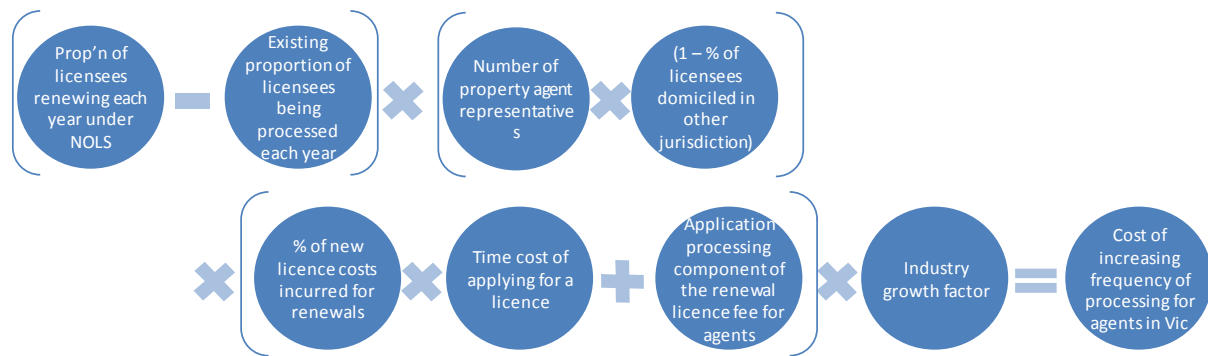 Prop'n of
licensees
renewing each
year under
NOLS
Existing
proportion of
licensees
being
processed
each year
Number of
property agent
representative
s
(1 – % of
licensees
domiciled in
other
jurisdiction)
% of new
licence costs
incurred for
renewals
Time cost of
applying for a
licence
Application
processing
component of
the renewal
licence fee for
agents
Industry
growth factor
Cost of
increasing
frequency of
processing for
agents in Vic